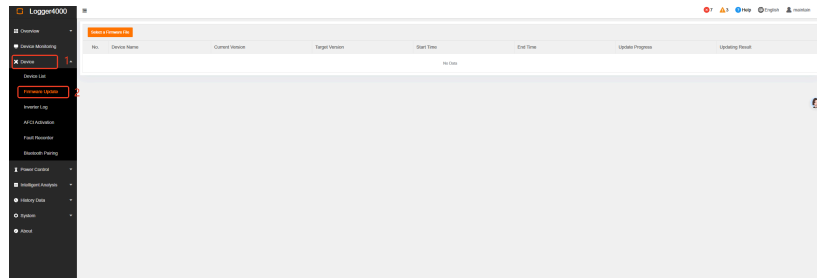 Logger4000
7 3 Help English maintain
Overview
Select a Firmware File
Device Monitoring
No. Device Name Current Version Target Version Start Time End Time Update Progress Updating Result
Device 1
No Data
Device List
Firmware Update 2
Inverter Log
AFCI Activation
Fault Recorder
Bluetooth Pairing
Power Control
Intelligent Analysis
History Data
System
About